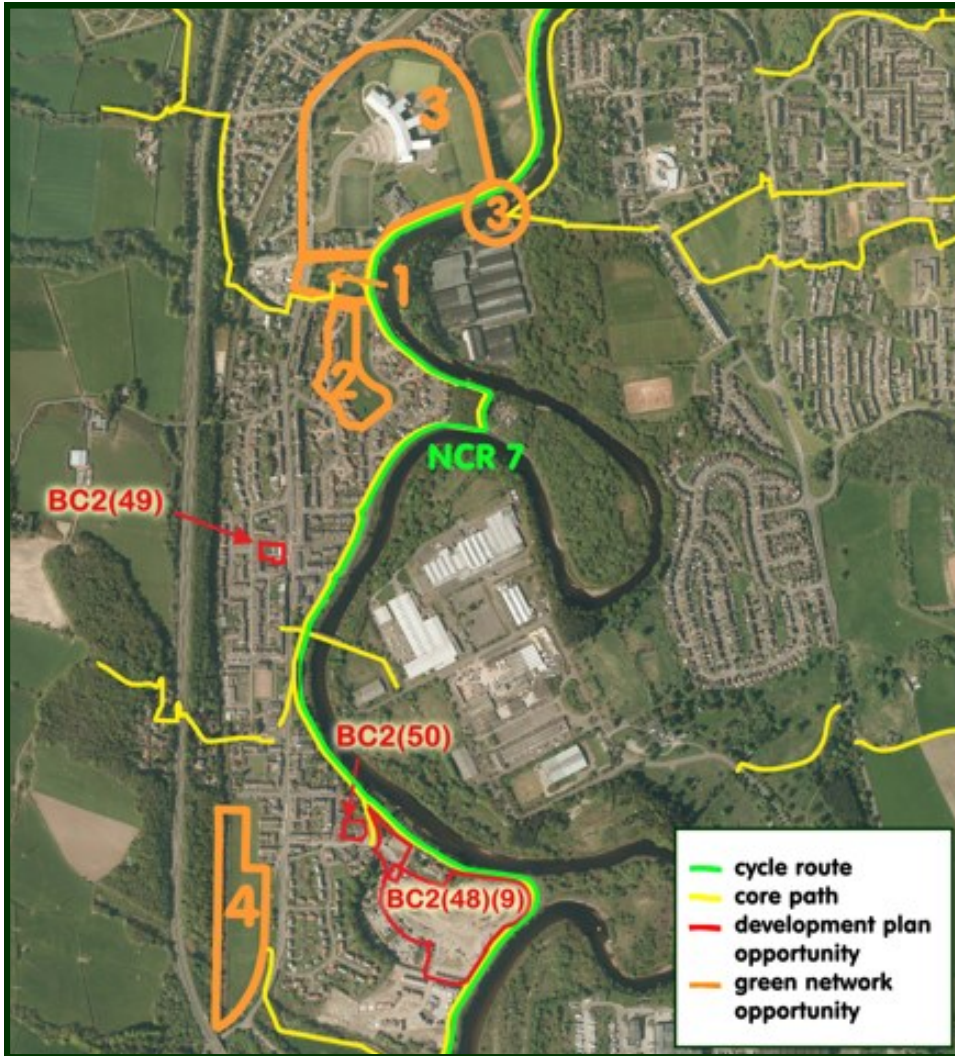 3
3
1
2
NCR 7
BC2(49)
BC2(50)
BC2(48)(9)
4
cycle route
core path
development plan
opportunity
green network
opportunity